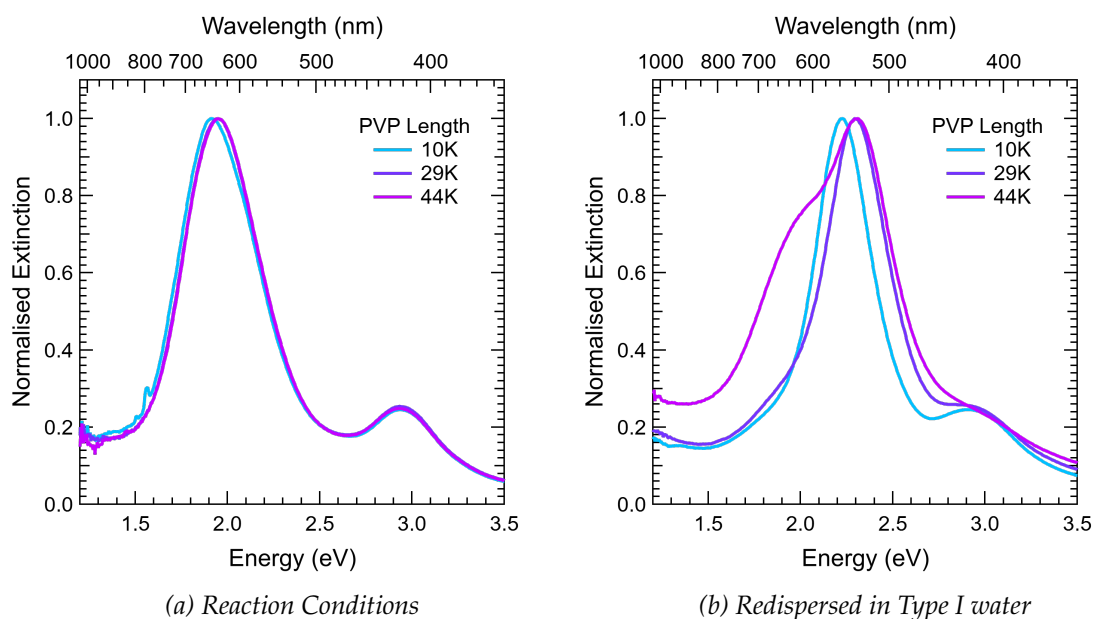 Wavelength (nm)
1000 800 700 600 500 400
1.0
0.8
0.6
0.4
0.2
0.0
Normalised Extinction
PVP Length
10K
29K
44K
1.5 2.0 2.5 3.0 3.5
Energy (eV)
(a) Reaction Conditions
Wavelength (nm)
1000 800 700 600 500 400
1.0
0.8
0.6
0.4
0.2
0.0
Normalised Extinction
PVP Length
10K
29K
44K
1.5 2.0 2.5 3.0 3.5
Energy (eV)
(b) Redispersed in Type I water